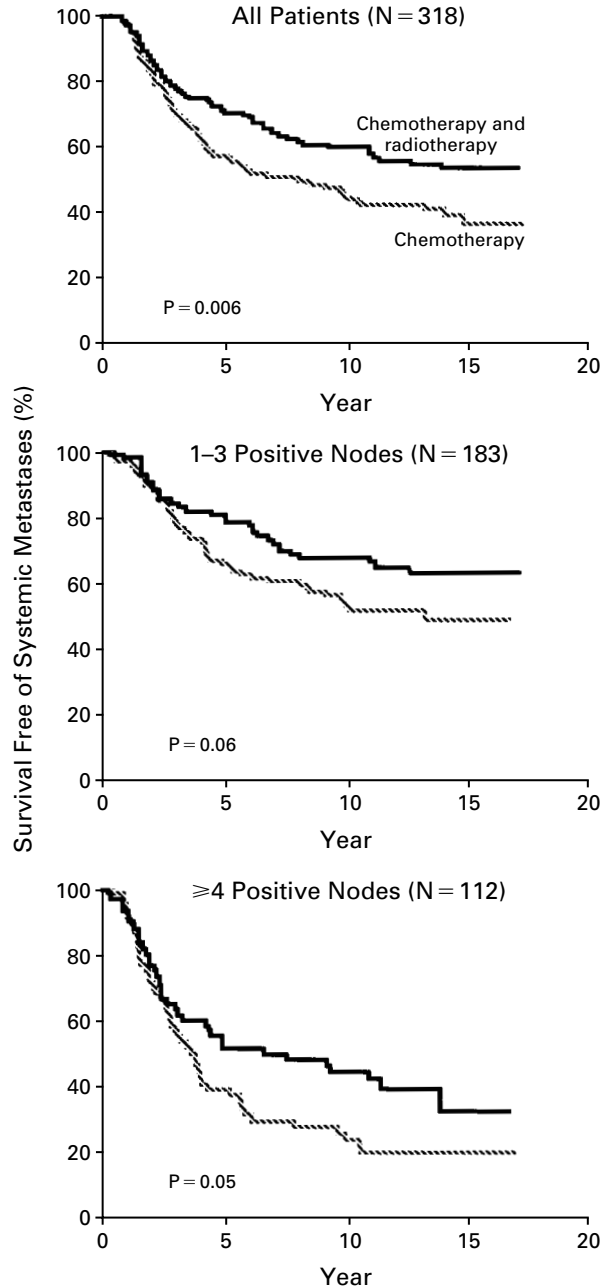 Survival Free of Systemic Metastases (%)
All Patients (N = 318)
100
80
60
40
20
0
Chemotherapy and
radiotherapy
Chemotherapy
P = 0.006
0 5 10 15 20
Year
1–3 Positive Nodes (N = 183)
100
80
60
40
20
0
P = 0.06
0 5 10 15 20
Year
⩾4 Positive Nodes (N = 112)
100
80
60
40
20
0
P = 0.05
0 5 10 15 20
Year